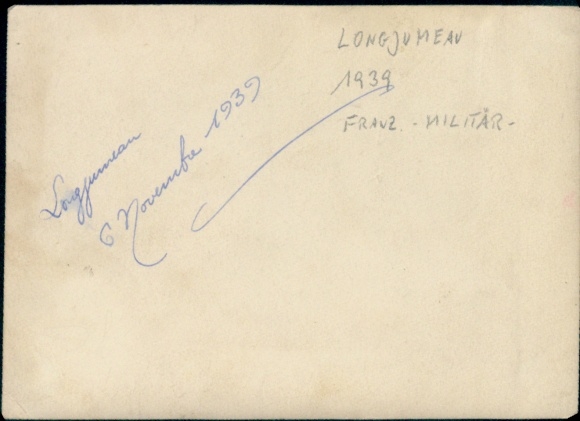 LONGJUMEAU
1939
FRANZ. - MILITÄR -
Longjumeau
6 Novembre 1939